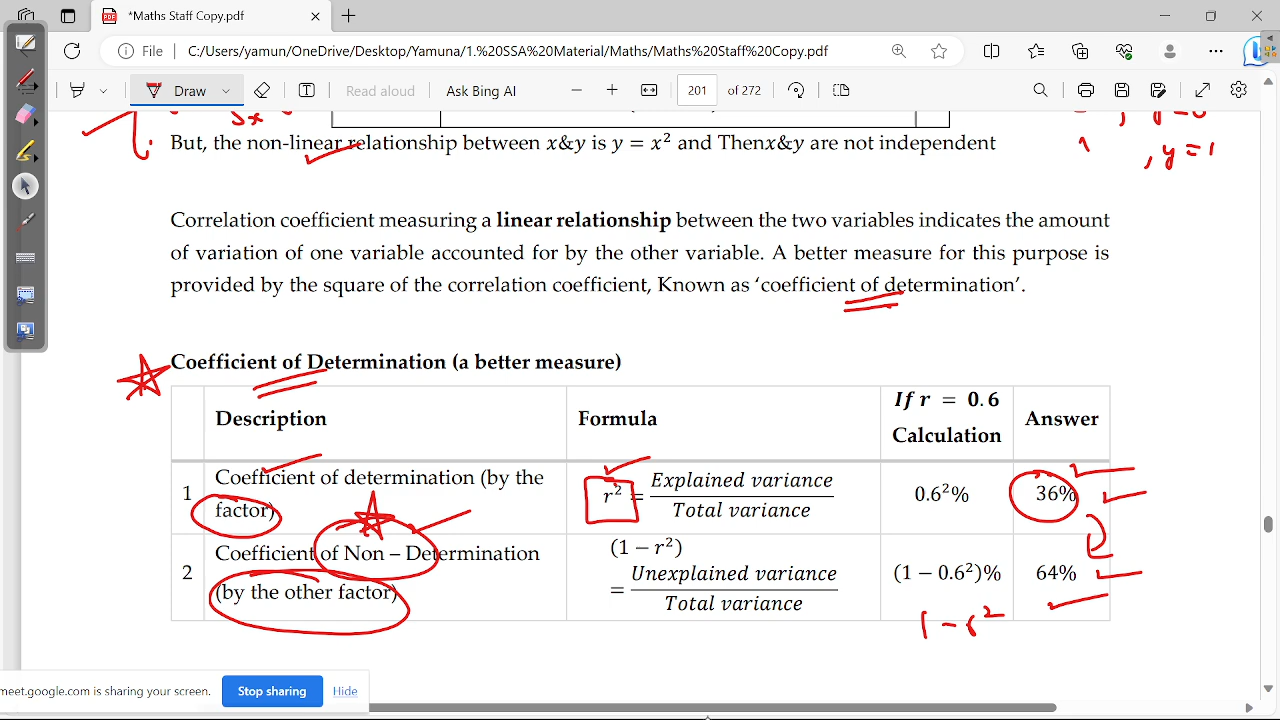 *Maths Staff Copy.pdf
File
C:/Users/yamun/OneDrive/Desktop/Yamuna/1.%20SSA%20Material/Maths/Maths%20Staff%20Copy.pdf
Draw
Read aloud
Ask Bing AI
201 of 272
But, the non-linear relationship between x&y is y = x² and Thenx&y are not independent
, y = 1
Correlation coefficient measuring a linear relationship between the two variables indicates the amount
of variation of one variable accounted for by the other variable. A better measure for this purpose is
provided by the square of the correlation coefficient, Known as ‘coefficient of determination’.
Coefficient of Determination (a better measure)
Description Formula If r = 0.6 Calculation Answer
1 Coefficient of determination (by the factor) r² = Explained variance / Total variance 0.6²% 36%
2 Coefficient of Non – Determination (by the other factor) (1 − r²) = Unexplained variance / Total variance (1 − 0.6²)% 64%
1 − r²
meet.google.com is sharing your screen.
Stop sharing
Hide